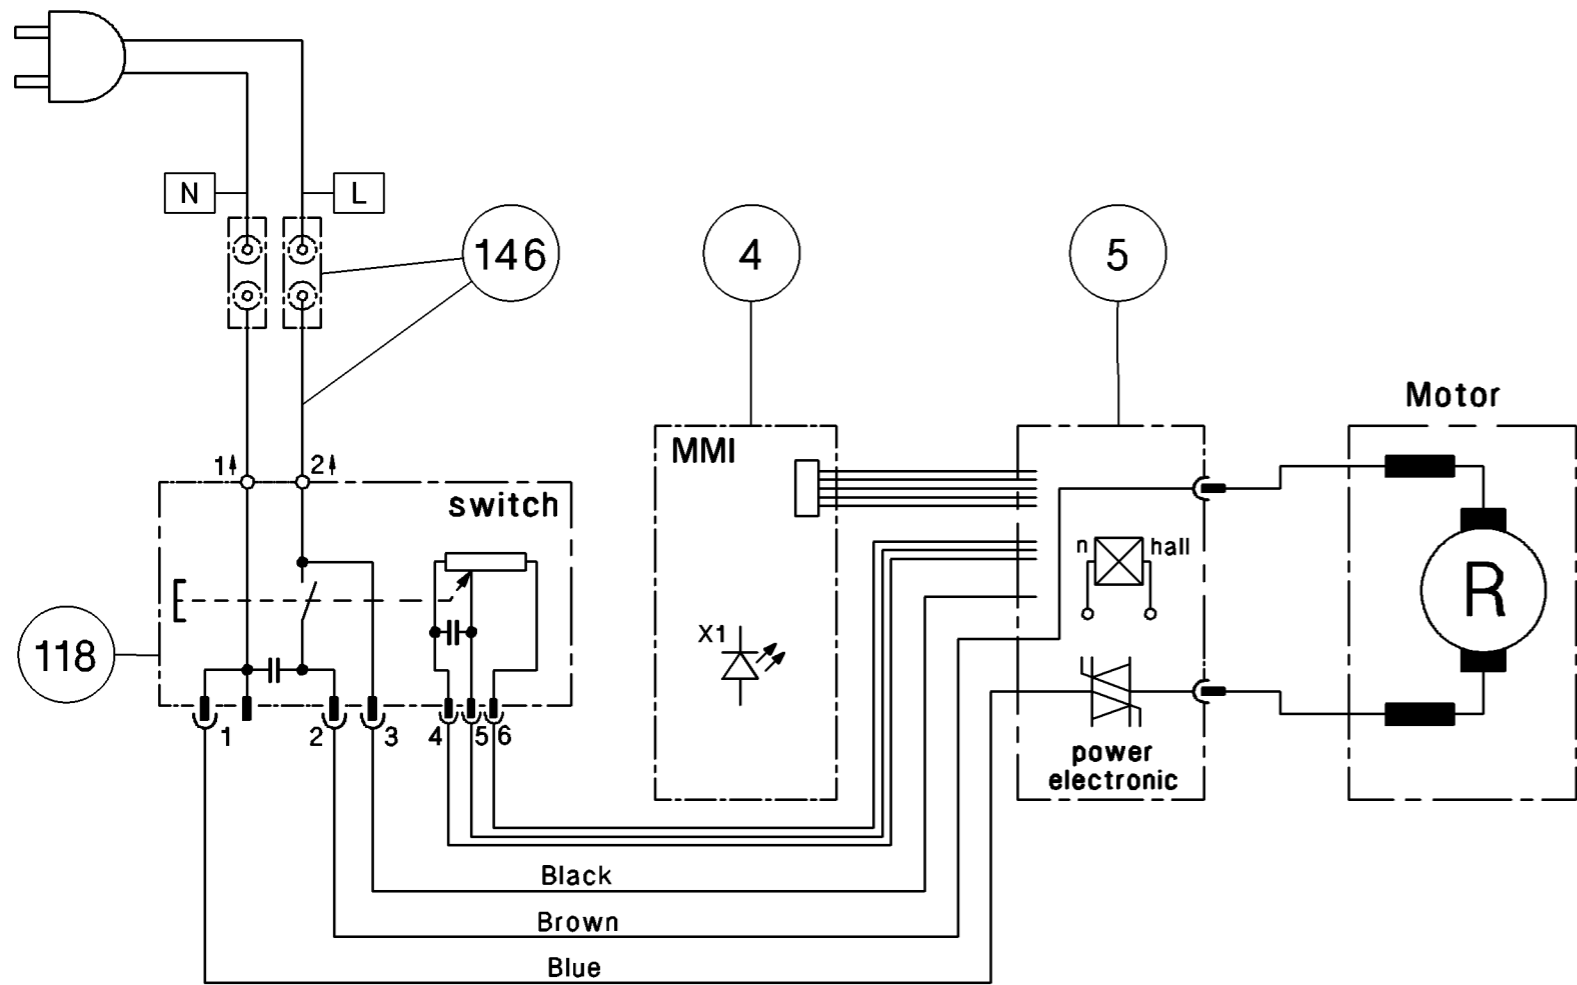 N
L
146
4
5
Motor
MMI
1
2
switch
n
hall
R
X1
118
1
2
3
4
5
6
power
electronic
Black
Brown
Blue